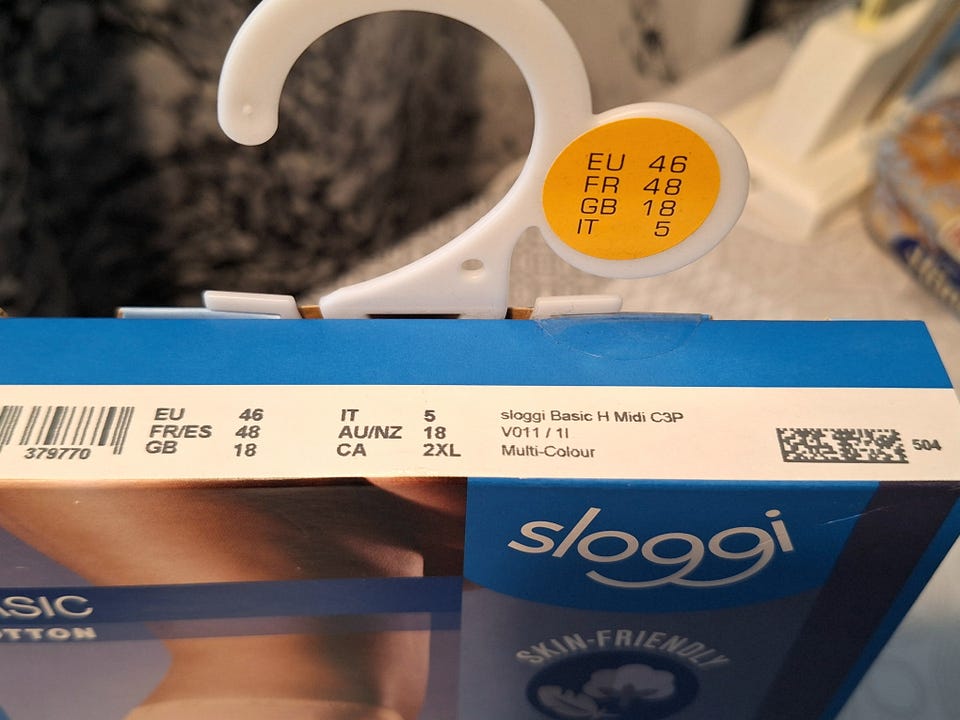 EU 46
FR 48
GB 18
IT 5
EU 46
FR/ES 48
GB 18
379770
IT 5
AU/NZ 18
CA 2XL
sloggi Basic H Midi C3P
V011 / 1I
Multi-Colour
504
sloggi
ASIC
OTTON
SKIN-FRIENDLY